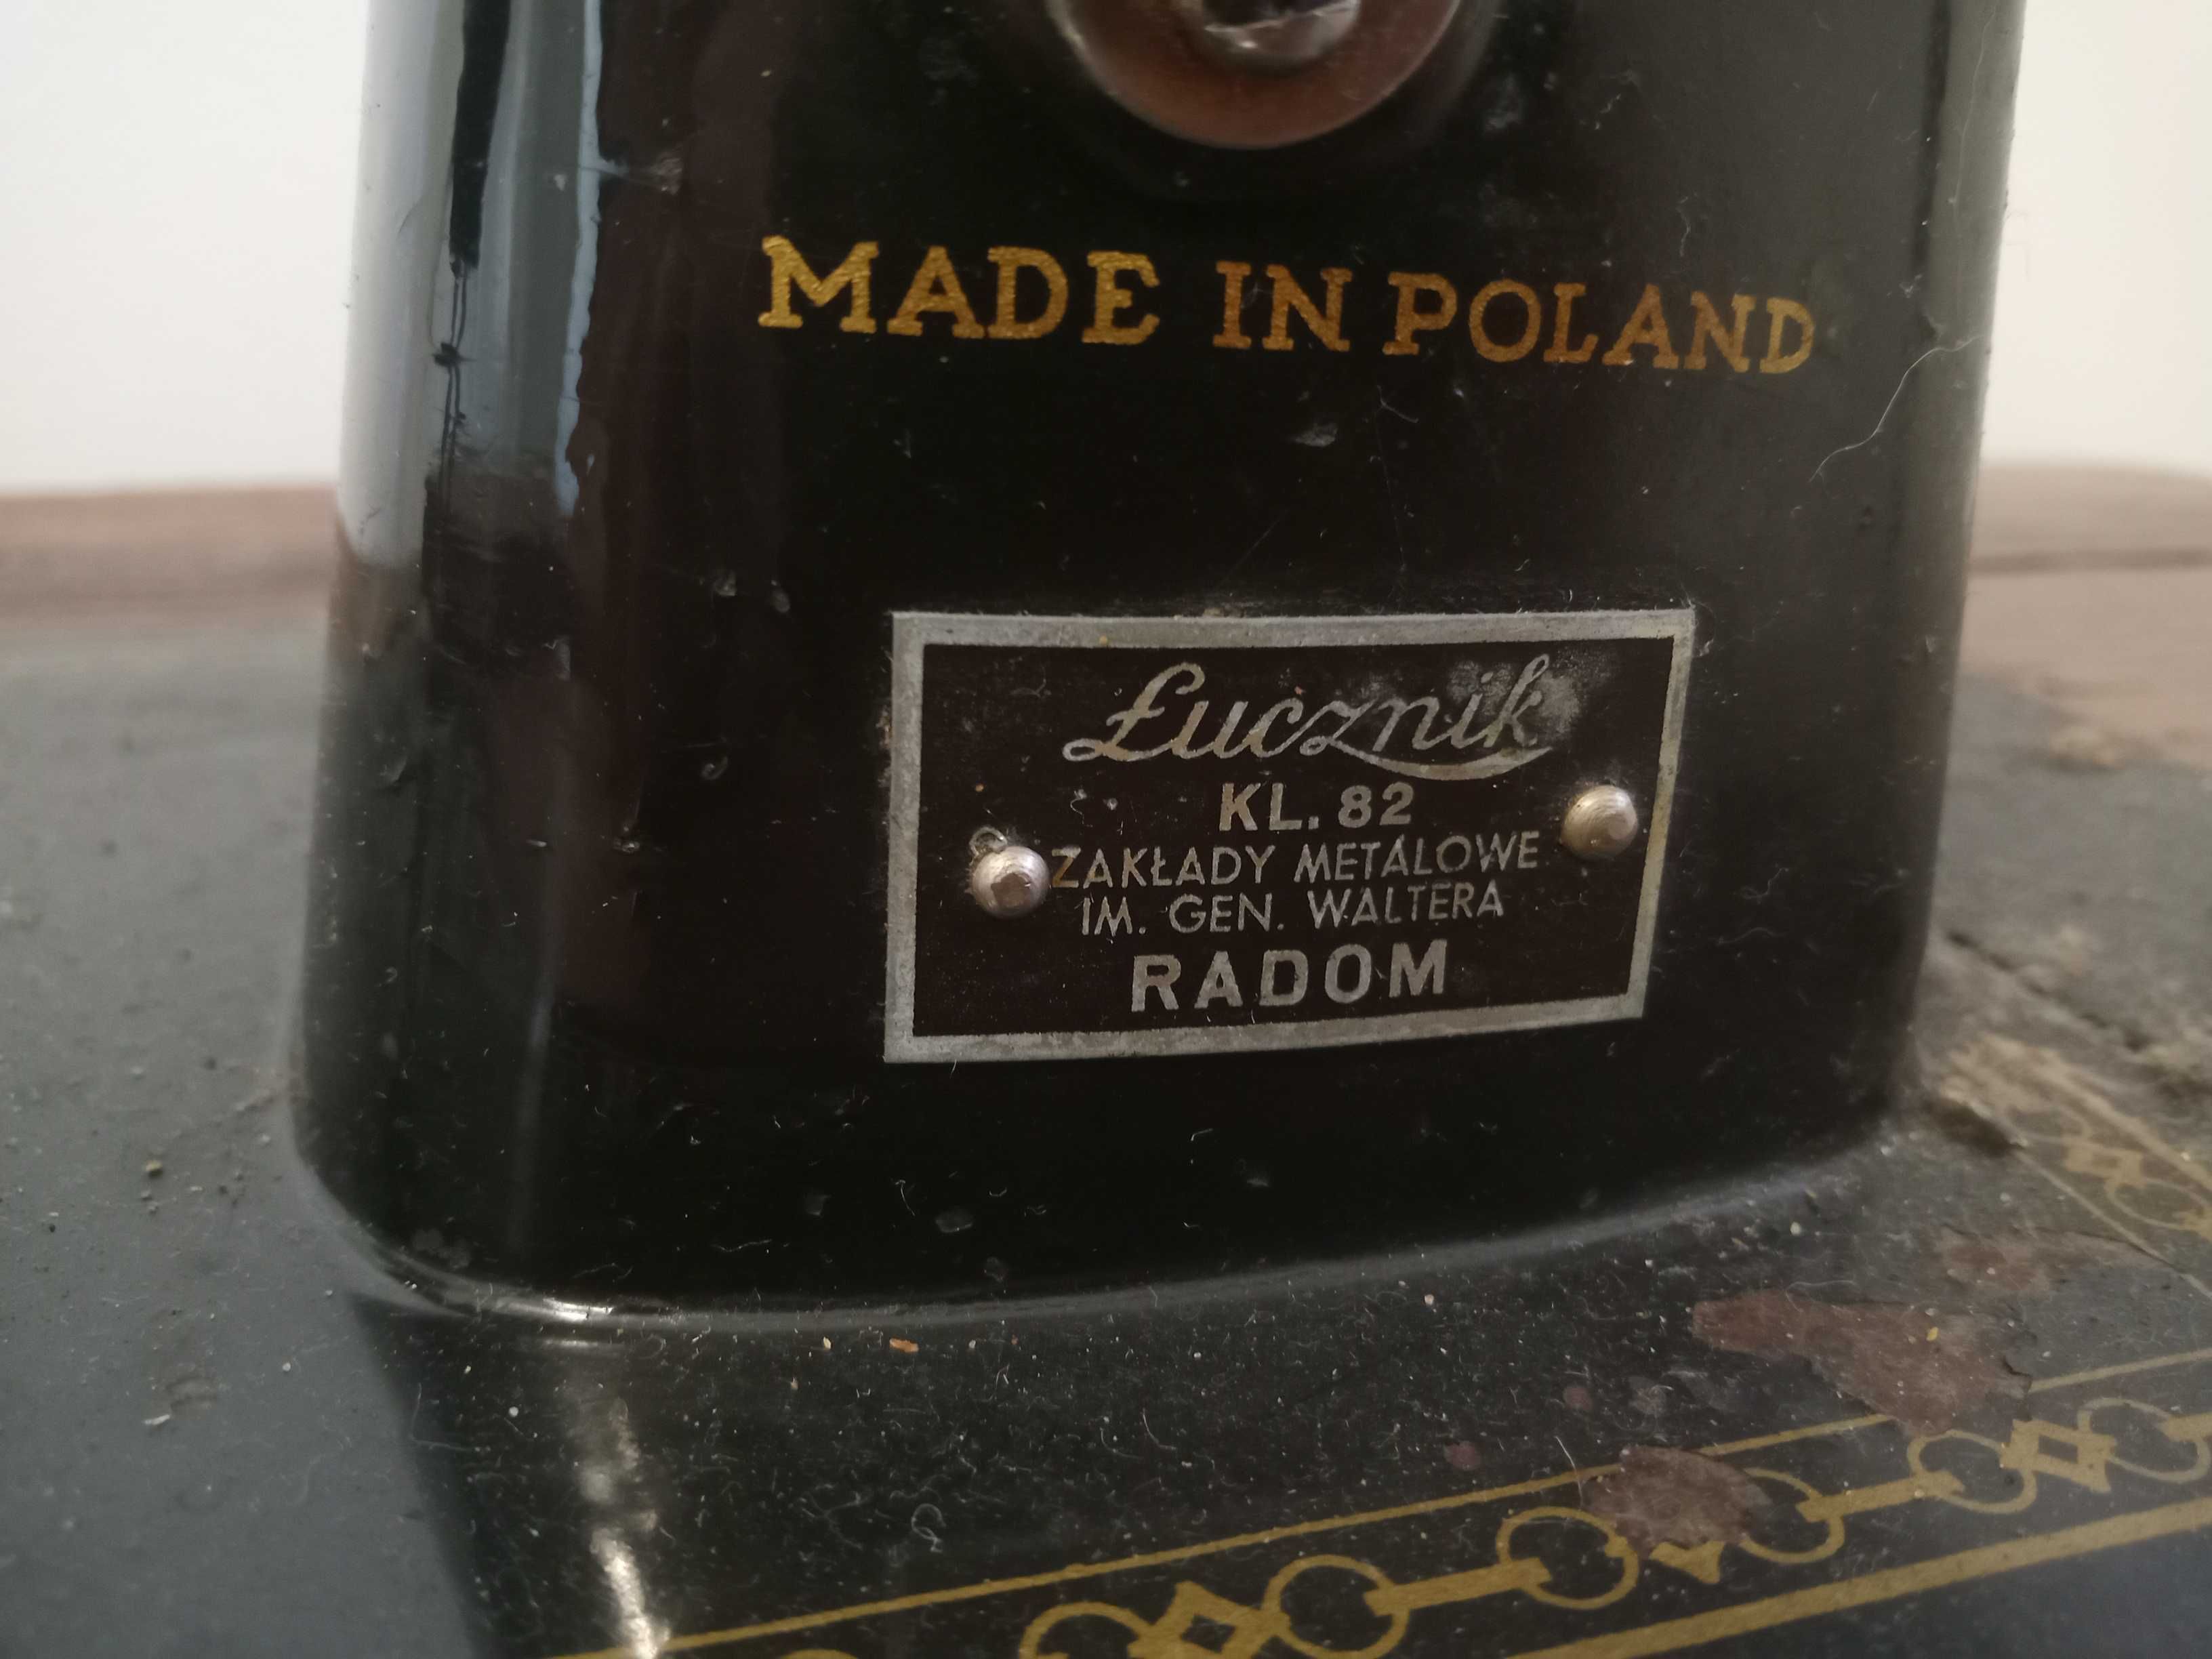 MADE IN POLAND
Łucznik
KL. 82
ZAKŁADY METALOWE
IM. GEN. WALTERA
RADOM